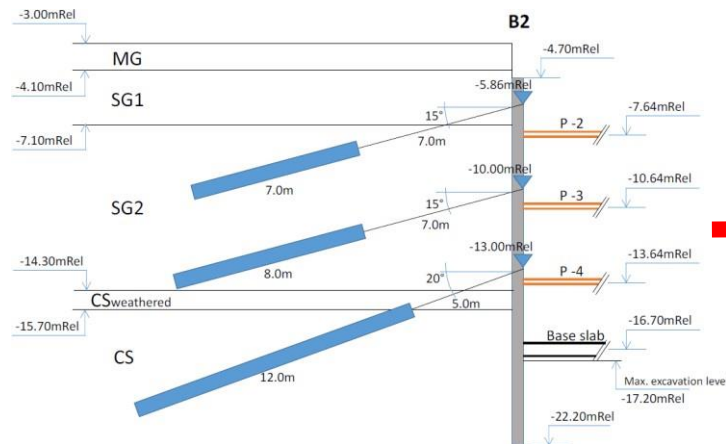 -3.00mRel
B2
MG
-4.70mRel
-4.10mRel
-5.86mRel
SG1
15°
-7.64mRel
P -2
-7.10mRel
7.0m
7.0m
-10.00mRel
-10.64mRel
SG2
15°
P -3
7.0m
8.0m
-13.00mRel
-13.64mRel
-14.30mRel
20°
P -4
CSweathered
5.0m
-15.70mRel
-16.70mRel
Base slab
CS
12.0m
Max. excavation leve
-17.20mRel
-22.20mRel